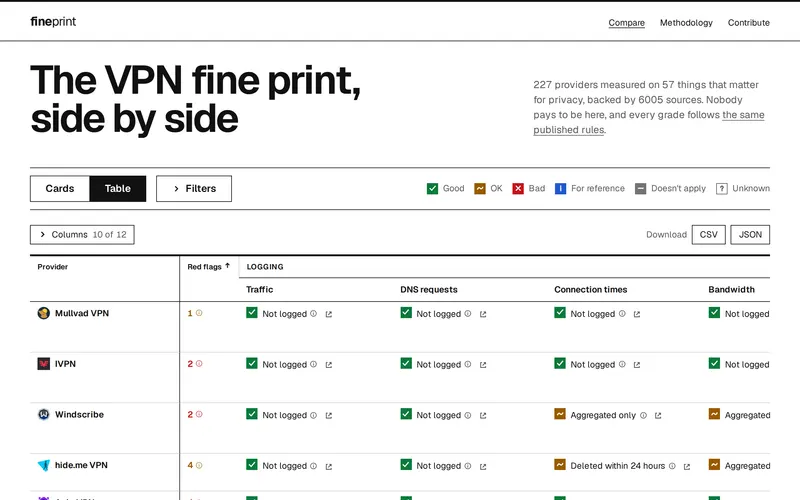 fineprint
Compare Methodology Contribute
The VPN fine print,
side by side
227 providers measured on 57 things that matter
for privacy, backed by 6005 sources. Nobody
pays to be here, and every grade follows the same
published rules.
Cards Table Filters
Good OK Bad For reference Doesn't apply ? Unknown
Columns 10 of 12
Download CSV JSON
Provider Red flags ↑ LOGGING
Traffic DNS requests Connection times Bandwidth
Mullvad VPN 1 Not logged Not logged Not logged Not logged
IVPN 2 Not logged Not logged Not logged Not logged
Windscribe 2 Not logged Not logged Aggregated only Aggregated
hide.me VPN 4 Not logged Not logged Deleted within 24 hours Aggregated